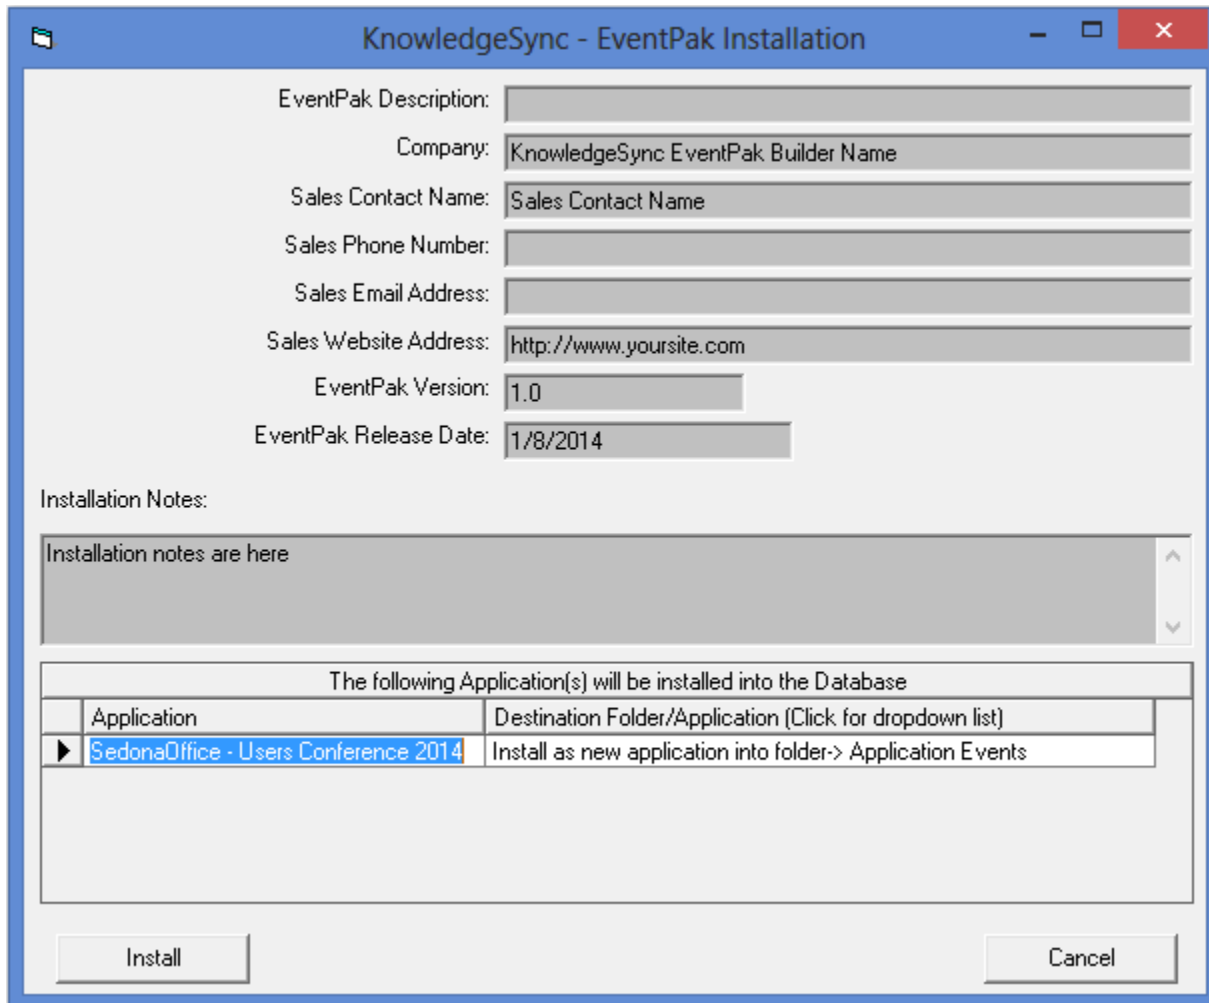 KnowledgeSync - EventPak Installation
EventPak Description:
Company: KnowledgeSync EventPak Builder Name
Sales Contact Name: Sales Contact Name
Sales Phone Number:
Sales Email Address:
Sales Website Address: http://www.yoursite.com
EventPak Version: 1.0
EventPak Release Date: 1/8/2014
Installation Notes:
Installation notes are here
The following Application(s) will be installed into the Database
Application Destination Folder/Application (Click for dropdown list)
SedonaOffice - Users Conference 2014 Install as new application into folder-> Application Events
Install Cancel